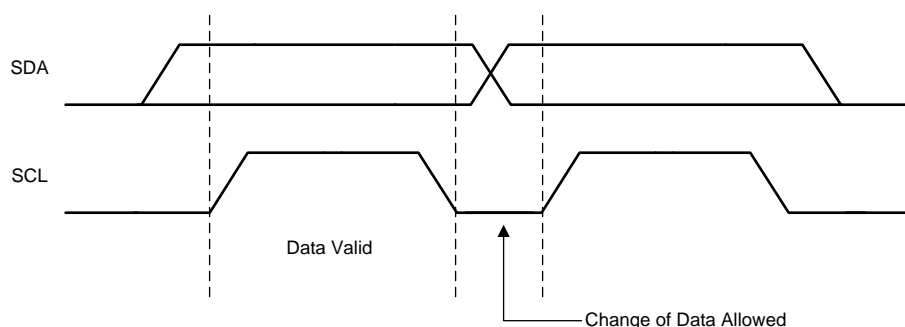 SDA
SCL
Data Valid
Change of Data Allowed